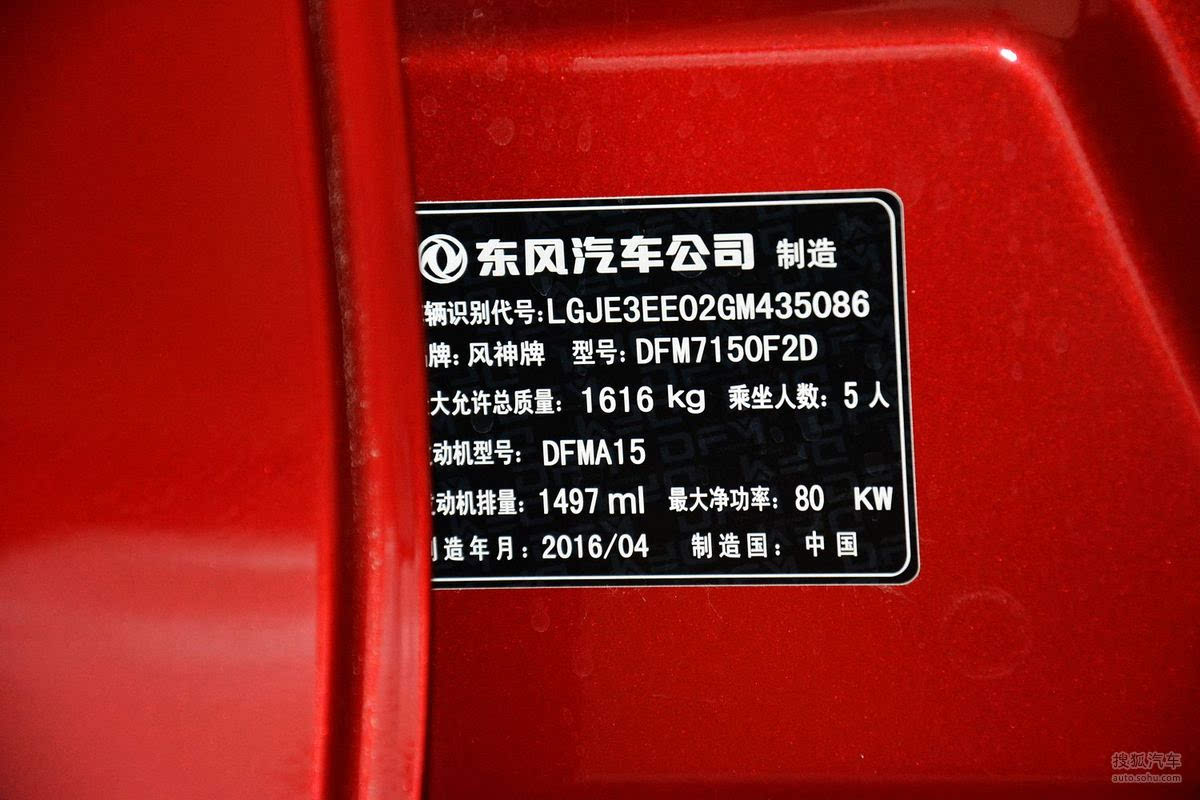 东风汽车公司 制造
辆识别代号:LGJE3EE02GM435086
牌:风神牌 型号:DFM7150F2D
大允许总质量: 1616 kg 乘坐人数: 5 人
动机型号: DFMA15
动机排量: 1497 ml 最大净功率: 80 KW
造年月: 2016/04 制造国: 中国
搜狐汽车
auto.sohu.com